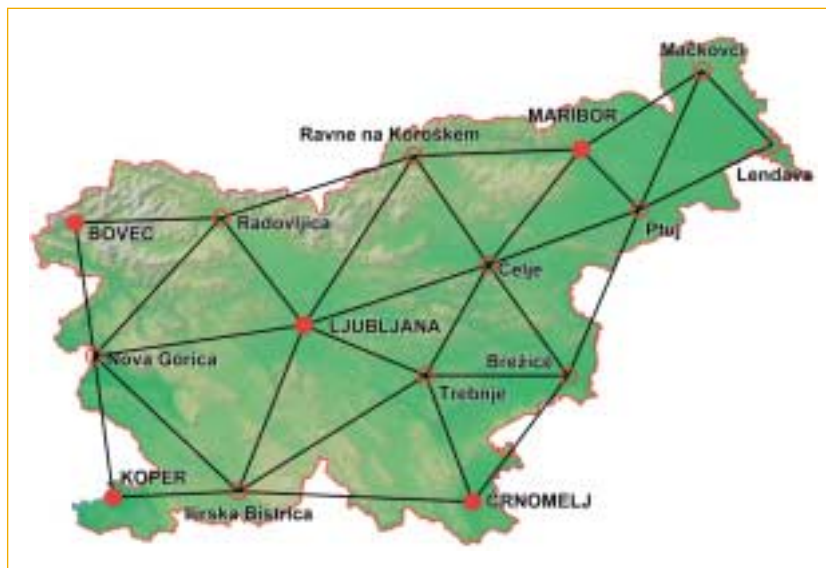 Mačkovci
MARIBOR
Ravne na Koroškem
Lendava
Radovljica
Ptuj
BOVEC
Celje
LJUBLJANA
Nova Gorica
Brežice
Trebnje
KOPER
ČRNOMELJ
Ilirska Bistrica